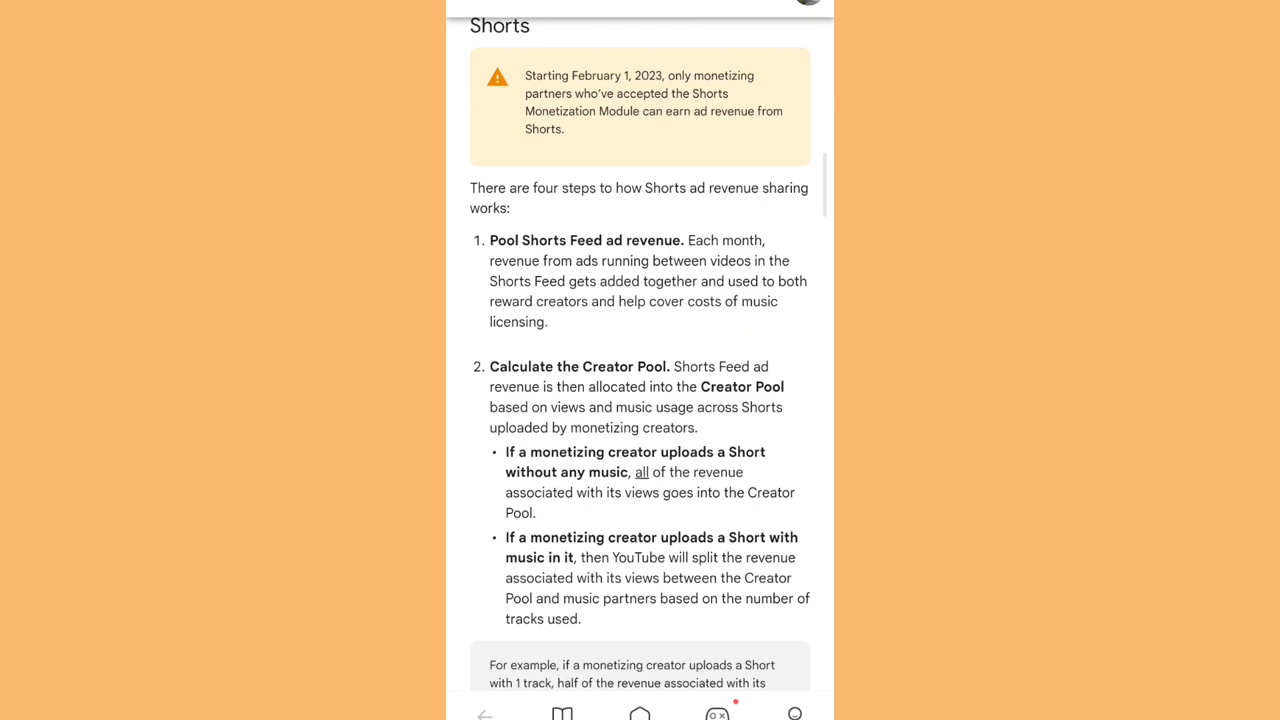 Shorts
Starting February 1, 2023, only monetizing
partners who've accepted the Shorts
Monetization Module can earn ad revenue from
Shorts.
There are four steps to how Shorts ad revenue sharing
works:
1. Pool Shorts Feed ad revenue. Each month,
revenue from ads running between videos in the
Shorts Feed gets added together and used to both
reward creators and help cover costs of music
licensing.
2. Calculate the Creator Pool. Shorts Feed ad
revenue is then allocated into the Creator Pool
based on views and music usage across Shorts
uploaded by monetizing creators.
• If a monetizing creator uploads a Short
without any music, all of the revenue
associated with its views goes into the Creator
Pool.
• If a monetizing creator uploads a Short with
music in it, then YouTube will split the revenue
associated with its views between the Creator
Pool and music partners based on the number of
tracks used.
For example, if a monetizing creator uploads a Short
with 1 track, half of the revenue associated with its